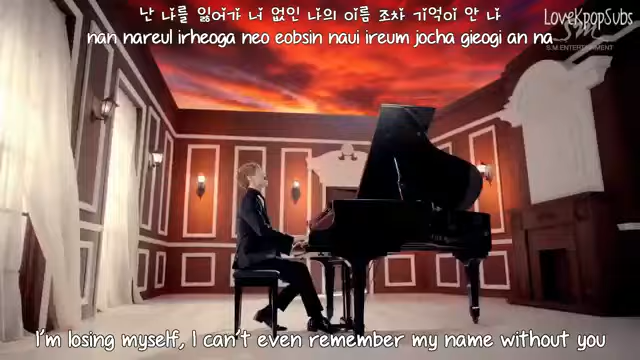 난 나를 잃어가 너 없인 나의 이름 조차 기억이 안 나
LoveKpopSubs
nan nareul irheoga neo eobsin naui ireum jocha gieogi an na
S.M.ENTERTAINMENT
I'm losing myself, I can't even remember my name without you